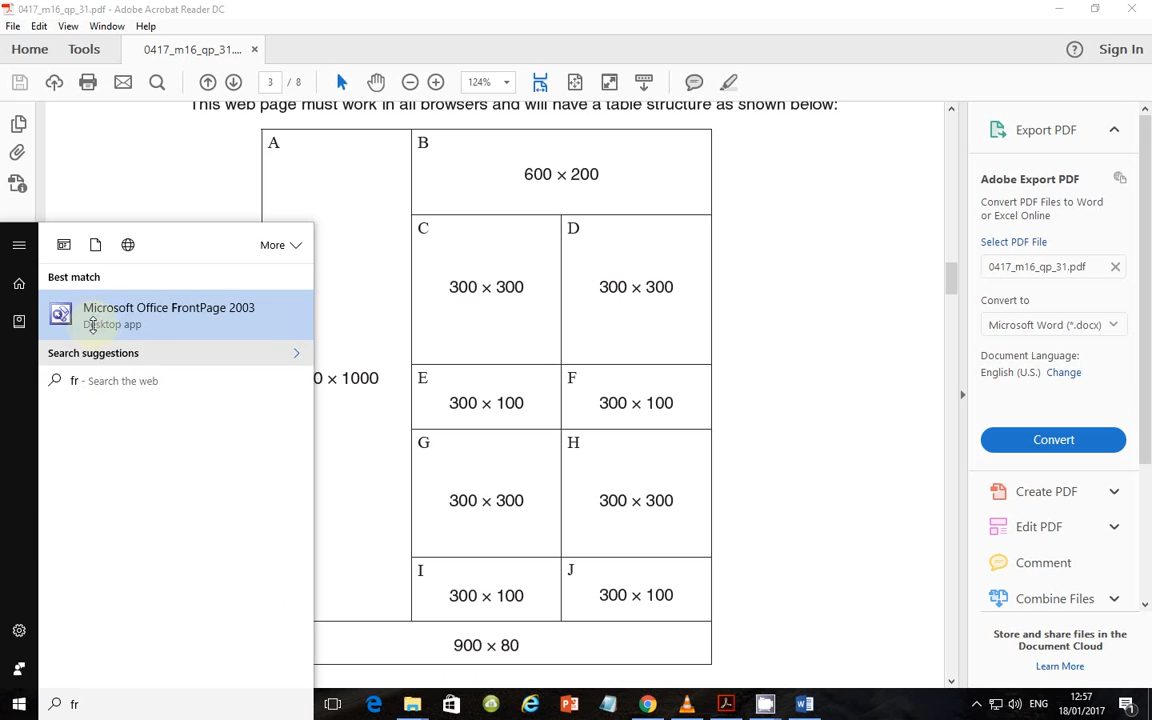 0417_m16_qp_31.pdf - Adobe Acrobat Reader DC
File Edit View Window Help
Home Tools 0417_m16_qp_31.... × Sign In
3 / 8 124%
This web page must work in all browsers and will have a table structure as shown below:
A B
600 × 200
C D
300 × 300 300 × 300
0 × 1000
E F
300 × 100 300 × 100
G H
300 × 300 300 × 300
I J
300 × 100 300 × 100
900 × 80
More
Best match
Microsoft Office FrontPage 2003
Desktop app
Search suggestions
fr - Search the web
fr
Export PDF
Adobe Export PDF
Convert PDF Files to Word
or Excel Online
Select PDF File
0417_m16_qp_31.pdf ×
Convert to
Microsoft Word (*.docx)
Document Language:
English (U.S.) Change
Convert
Create PDF
Edit PDF
Comment
Combine Files
Store and share files in the
Document Cloud
Learn More
ENG 12:57
18/01/2017